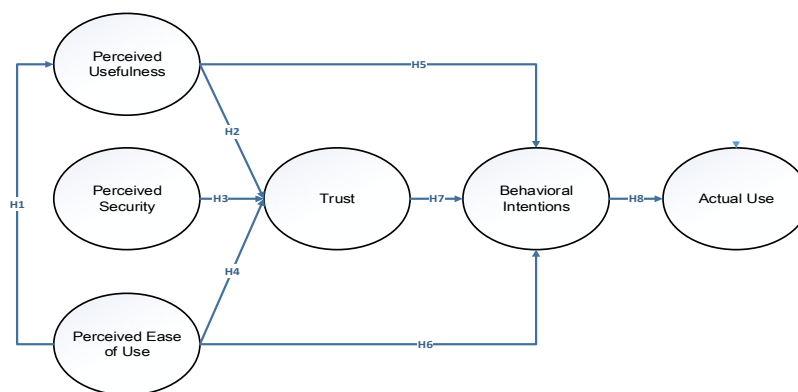 Perceived
Usefulness
H5
H2
Perceived
Security
H1
H3
Trust
H7
Behavioral
Intentions
H8
Actual Use
H4
Perceived Ease
of Use
H6